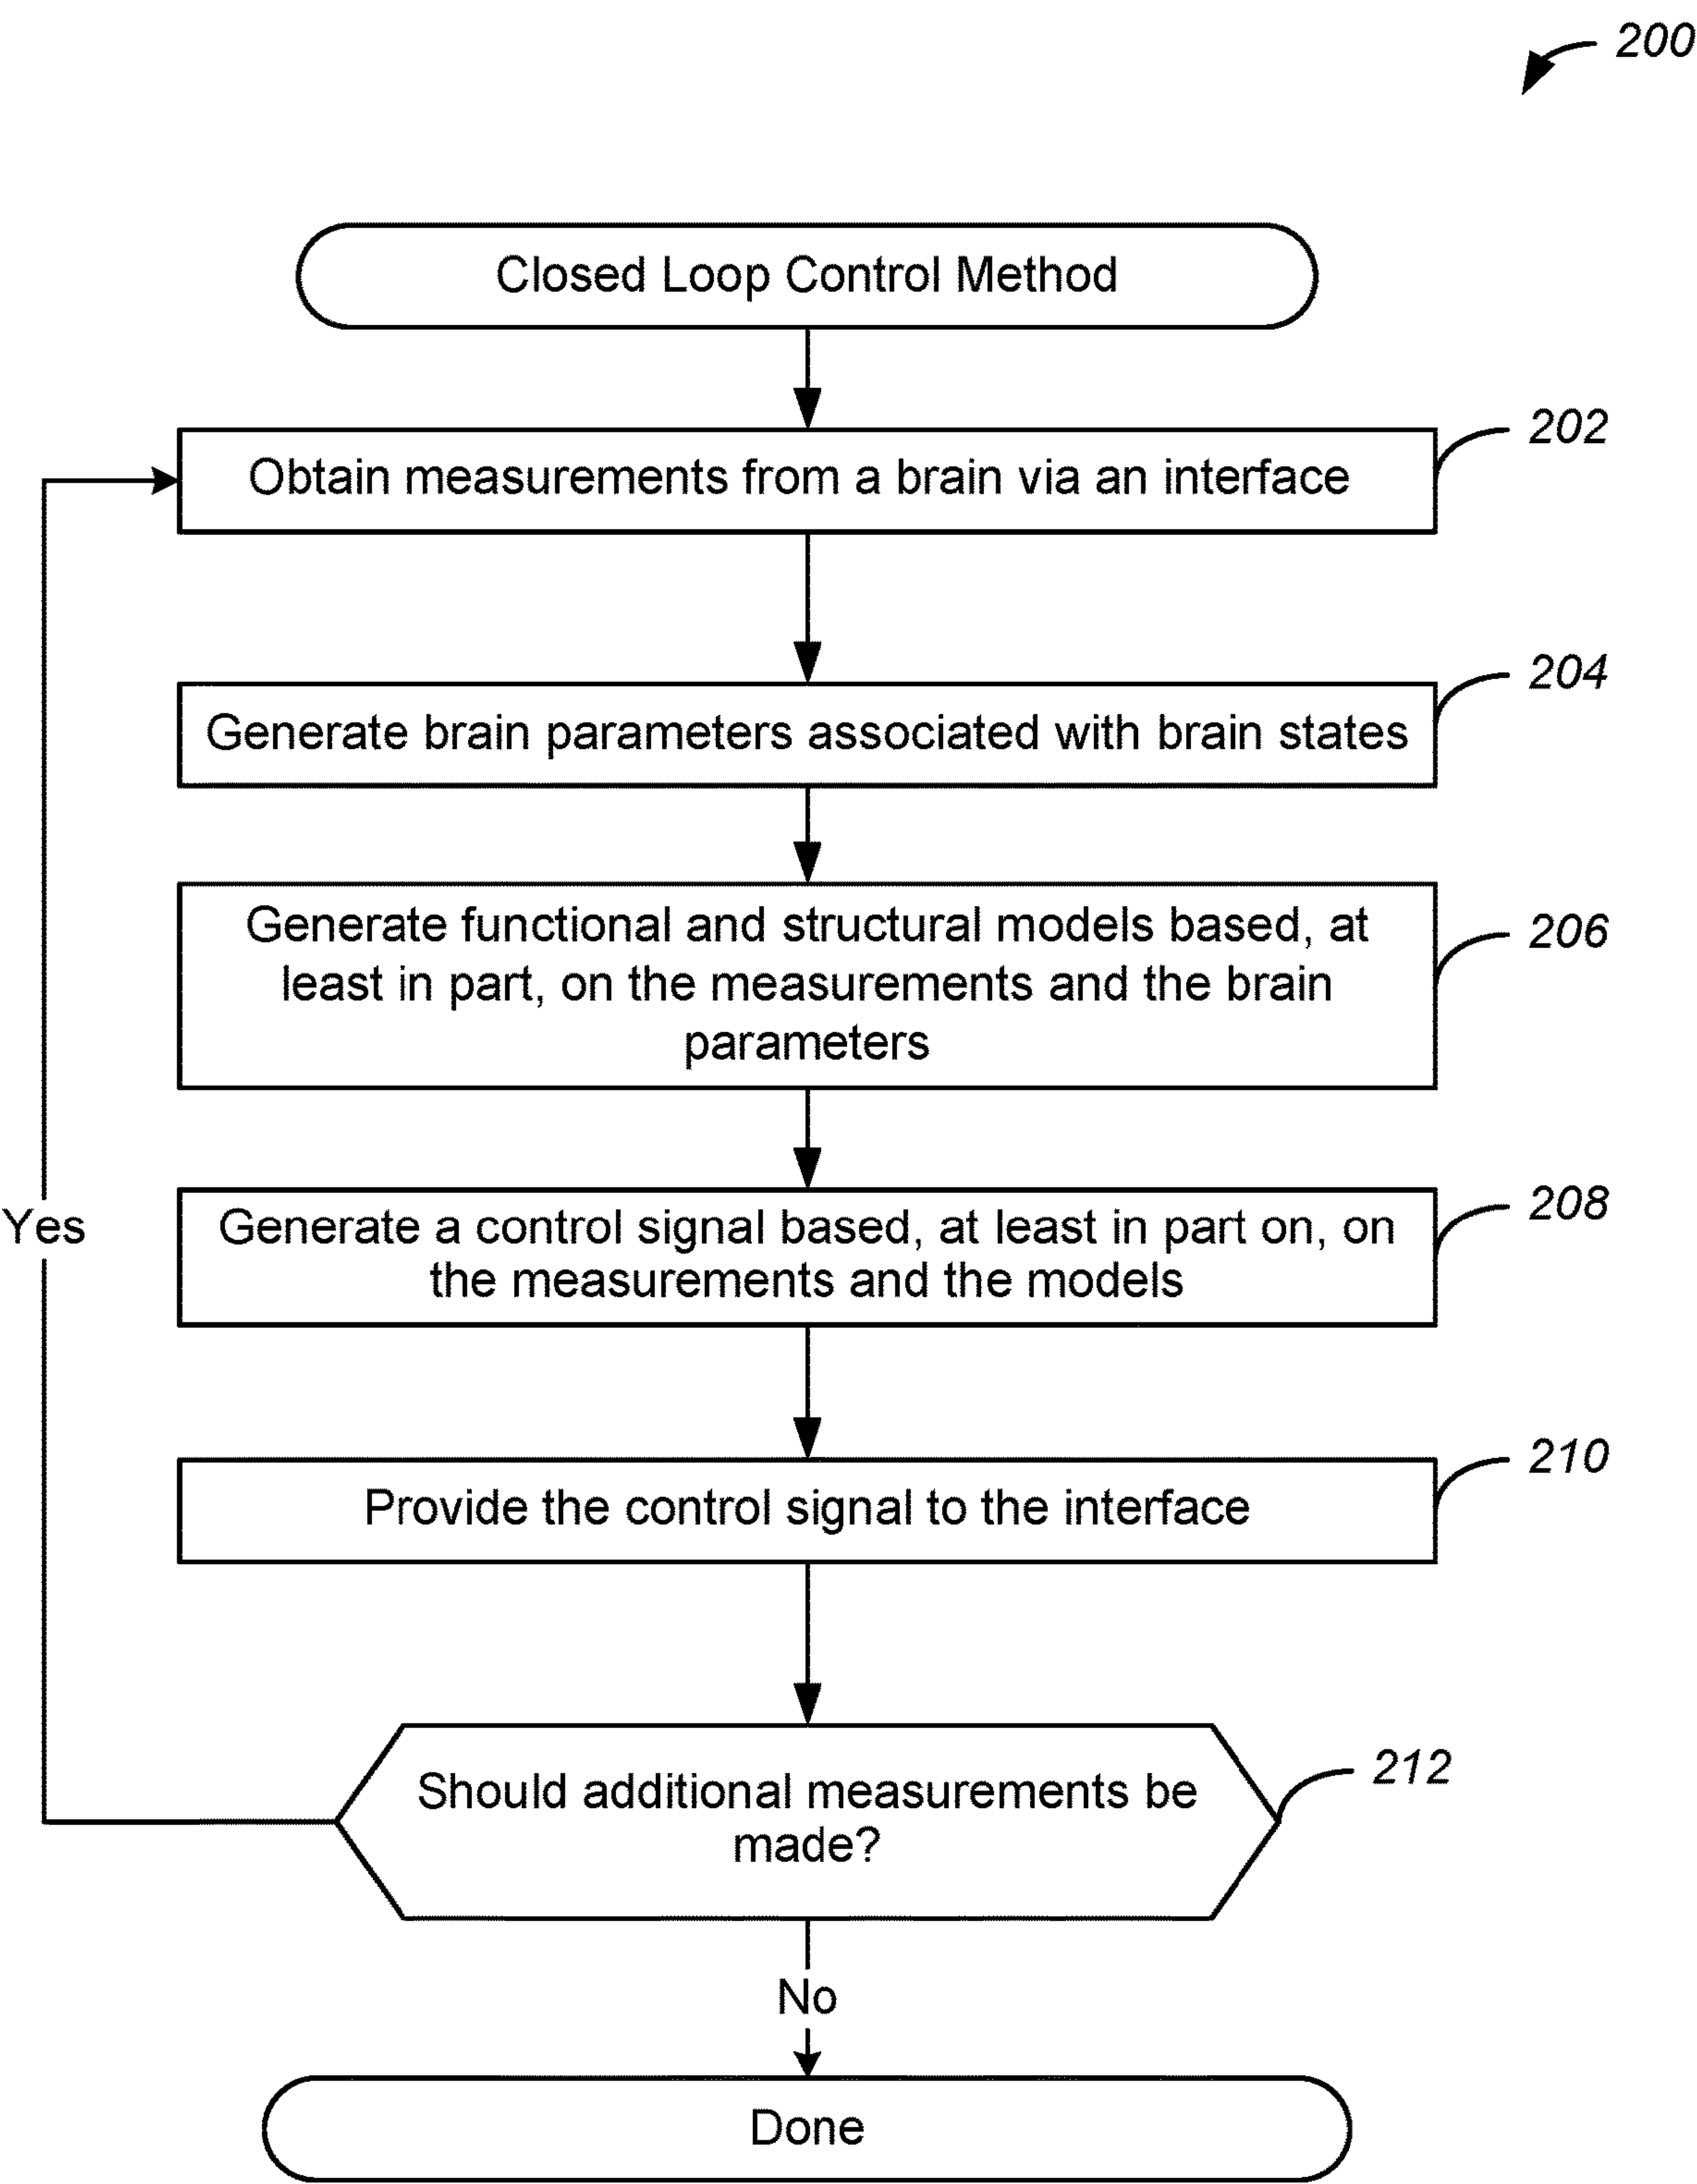 200
Closed Loop Control Method
202
Obtain measurements from a brain via an interface
204
Generate brain parameters associated with brain states
206
Generate functional and structural models based, at
least in part, on the measurements and the brain
parameters
208
Generate a control signal based, at least in part on, on
the measurements and the models
Yes
210
Provide the control signal to the interface
212
Should additional measurements be
made?
No
Done